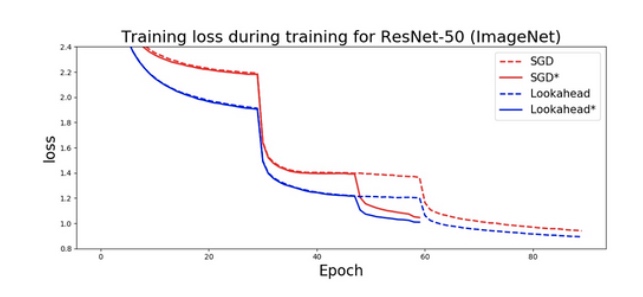 Training loss during training for ResNet-50 (ImageNet)
2.4
2.2
2.0
1.8
1.6
1.4
1.2
1.0
0.8
loss
SGD
SGD*
Lookahead
Lookahead*
0
20
40
60
80
Epoch